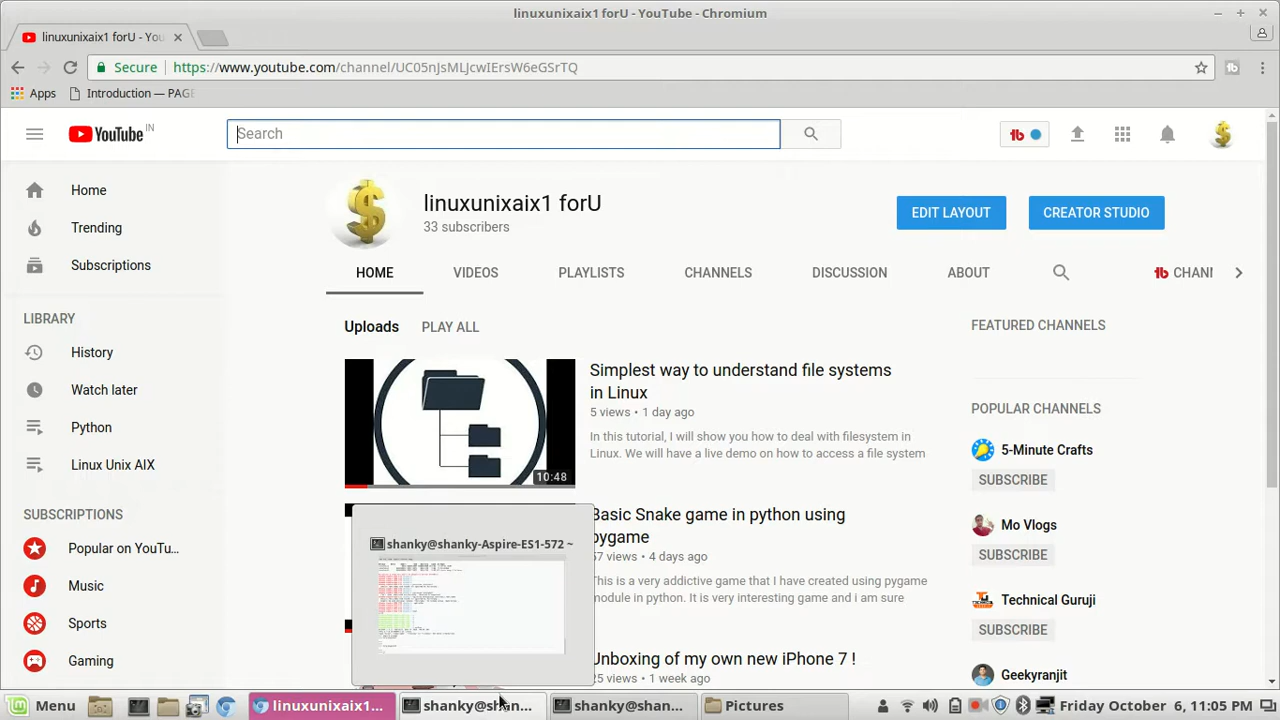 linuxunixaix1 forU - YouTube - Chromium
linuxunixaix1 forU - You
Secure https://www.youtube.com/channel/UC05nJsMLJcwIErsW6eGSrTQ
Apps Introduction — PAGE
YouTube IN
Search
tb
Home
Trending
Subscriptions
LIBRARY
History
Watch later
Python
Linux Unix AIX
SUBSCRIPTIONS
Popular on YouTu...
Music
Sports
Gaming
linuxunixaix1 forU
33 subscribers
EDIT LAYOUT
CREATOR STUDIO
HOME VIDEOS PLAYLISTS CHANNELS DISCUSSION ABOUT tb CHANI
Uploads PLAY ALL
10:48
Simplest way to understand file systems
in Linux
5 views • 1 day ago
In this tutorial, I will show you how to deal with filesystem in
Linux. We will have a live demo on how to access a file system
Basic Snake game in python using
pygame
57 views • 4 days ago
This is a very addictive game that I have created using pygame
module in python. It is very interesting game and i am sure
Unboxing of my own new iPhone 7 !
25 views • 1 week ago
FEATURED CHANNELS
POPULAR CHANNELS
5-Minute Crafts
SUBSCRIBE
Mo Vlogs
SUBSCRIBE
Technical Guruji
SUBSCRIBE
Geekyranjit
shanky@shanky-Aspire-ES1-572 ~
Menu
linuxunixaix1...
shanky@shan...
shanky@shan...
Pictures
Friday October 6, 11:05 PM